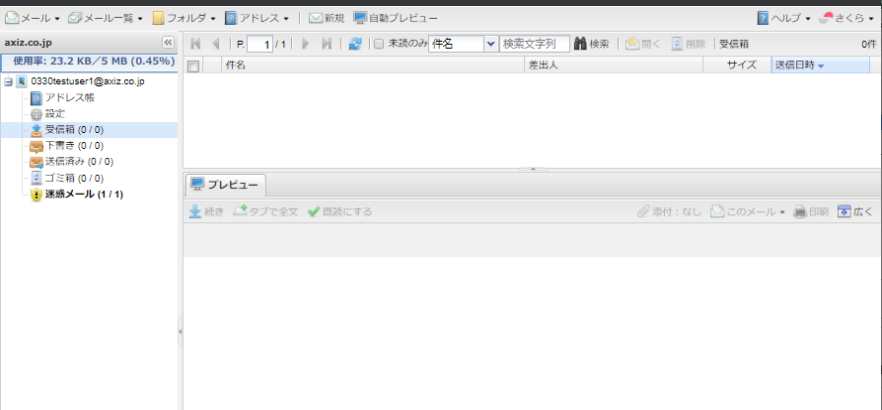 メール メール一覧 フォルダ アドレス 新規 自動プレビュー ヘルプ さくら
axiz.co.jp
P. 1 / 1 未読のみ 件名 検索文字列 検索 開く 削除 受信箱 0件
使用率: 23.2 KB／5 MB (0.45%)
件名 差出人 サイズ 送信日時
0330testuser1@axiz.co.jp
アドレス帳
設定
受信箱 (0 / 0)
下書き (0 / 0)
送信済み (0 / 0)
ゴミ箱 (0 / 0)
迷惑メール (1 / 1)
プレビュー
続き タブで全文 既読にする 添付：なし このメール 印刷 広く